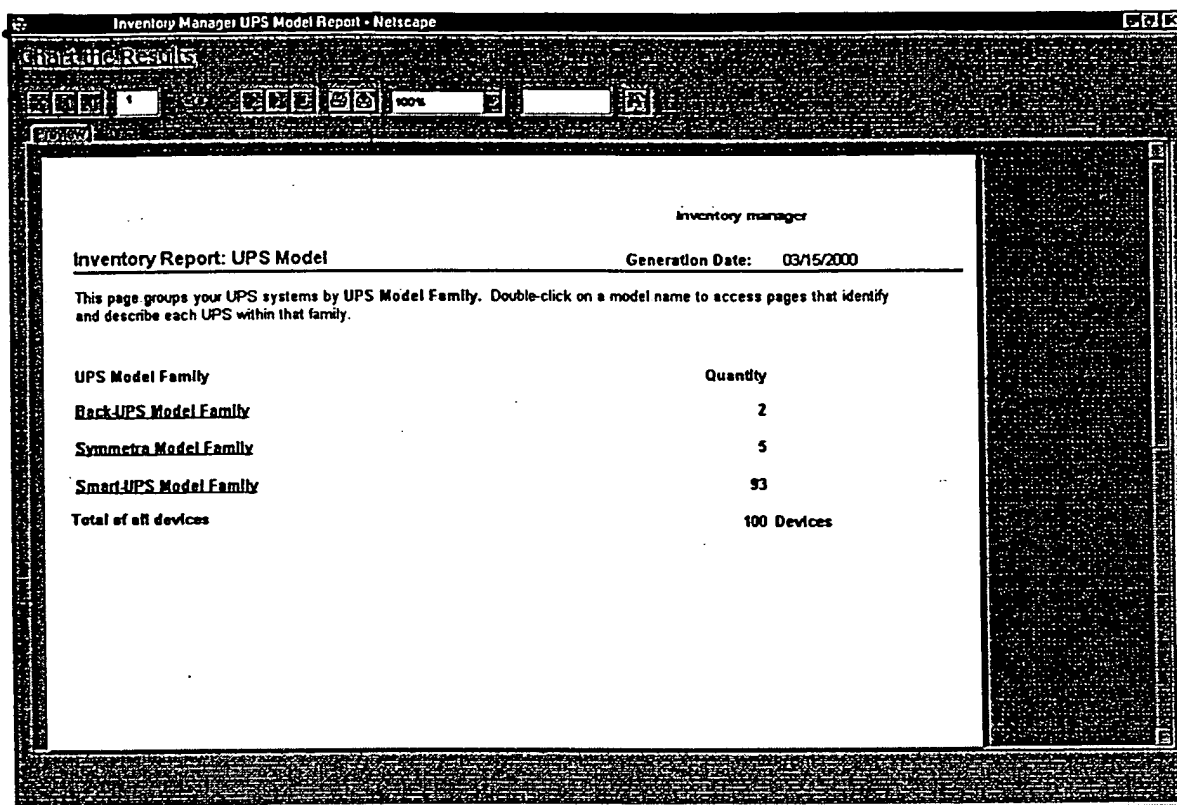 Inventory Manager UPS Model Report - Netscape
Chart the Results
1
100%
Preview
Inventory manager
Inventory Report: UPS Model
Generation Date: 03/15/2000
This page groups your UPS systems by UPS Model Family. Double-click on a model name to access pages that identify
and describe each UPS within that family.
UPS Model Family Quantity
Back-UPS Model Family 2
Symmetra Model Family 5
Smart-UPS Model Family 93
Total of all devices 100 Devices